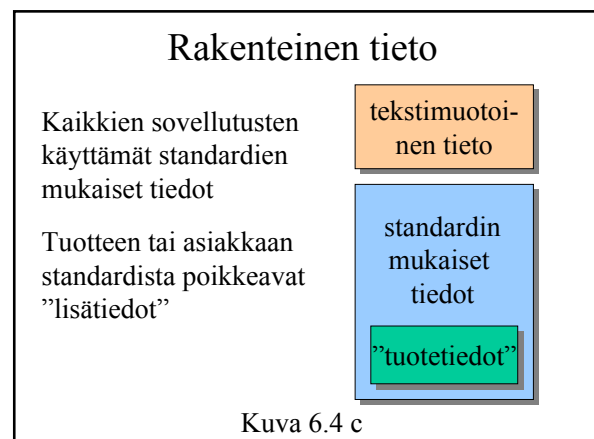 Rakenteinen tieto
Kaikkien sovellutusten
käyttämät standardien
mukaiset tiedot
Tuotteen tai asiakkaan
standardista poikkeavat
”lisätiedot”
tekstimuotoi-
nen tieto
standardin
mukaiset
tiedot
”tuotetiedot”
Kuva 6.4 c